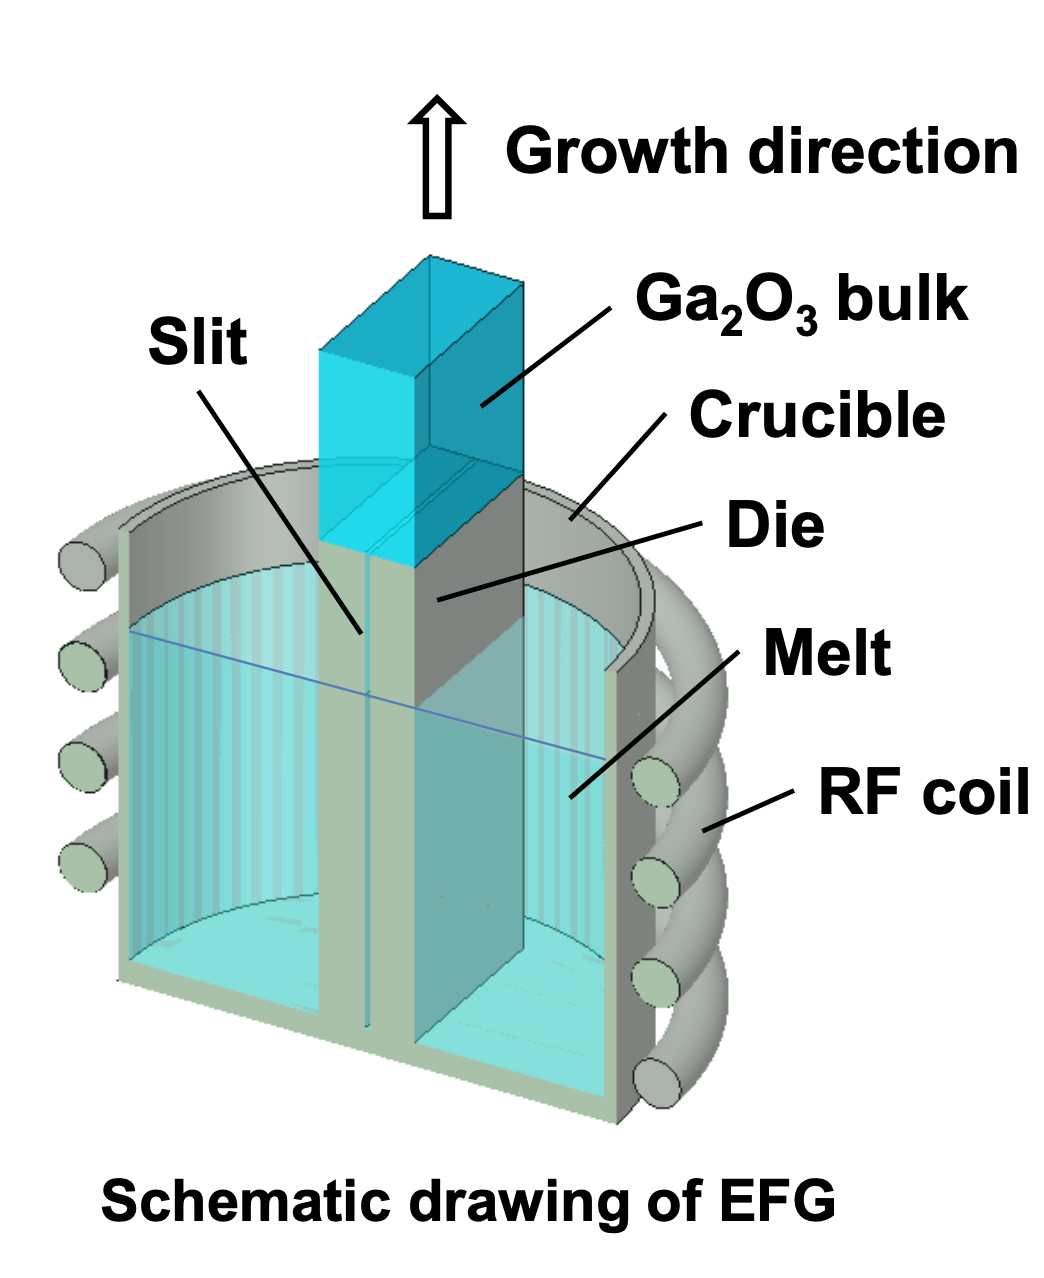 Growth direction
Ga₂O₃ bulk
Slit
Crucible
Die
Melt
RF coil
Schematic drawing of EFG